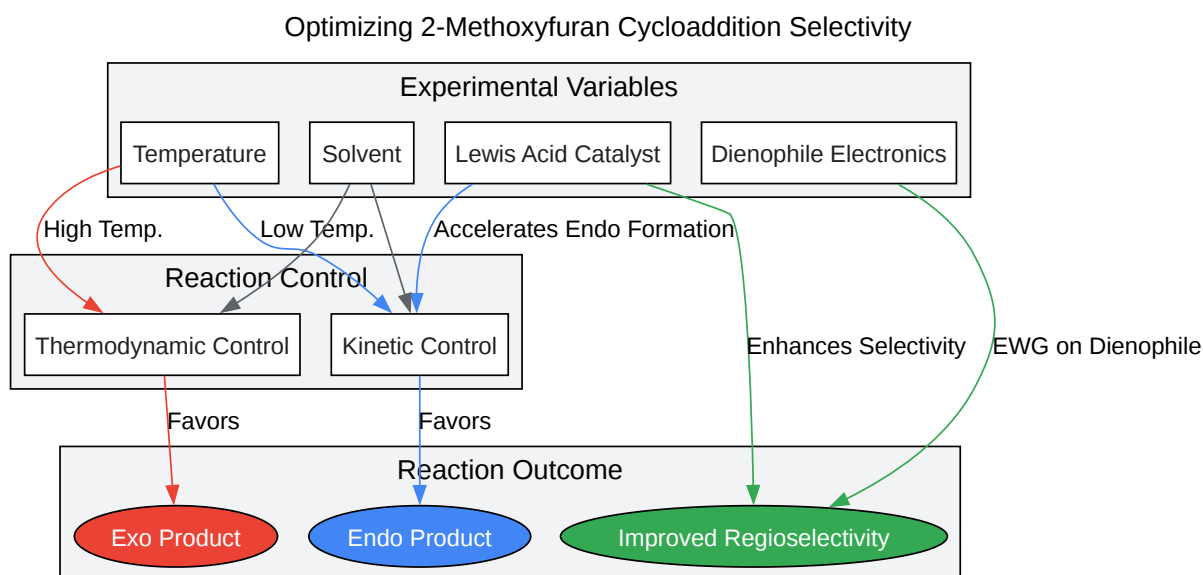 Optimizing 2-Methoxyfuran Cycloaddition Selectivity
Experimental Variables
Temperature
Solvent
Lewis Acid Catalyst
Dienophile Electronics
High Temp.
Low Temp.
Accelerates Endo Formation
Reaction Control
Thermodynamic Control
Kinetic Control
Enhances Selectivity
EWG on Dienophile
Favors
Favors
Reaction Outcome
Exo Product
Endo Product
Improved Regioselectivity